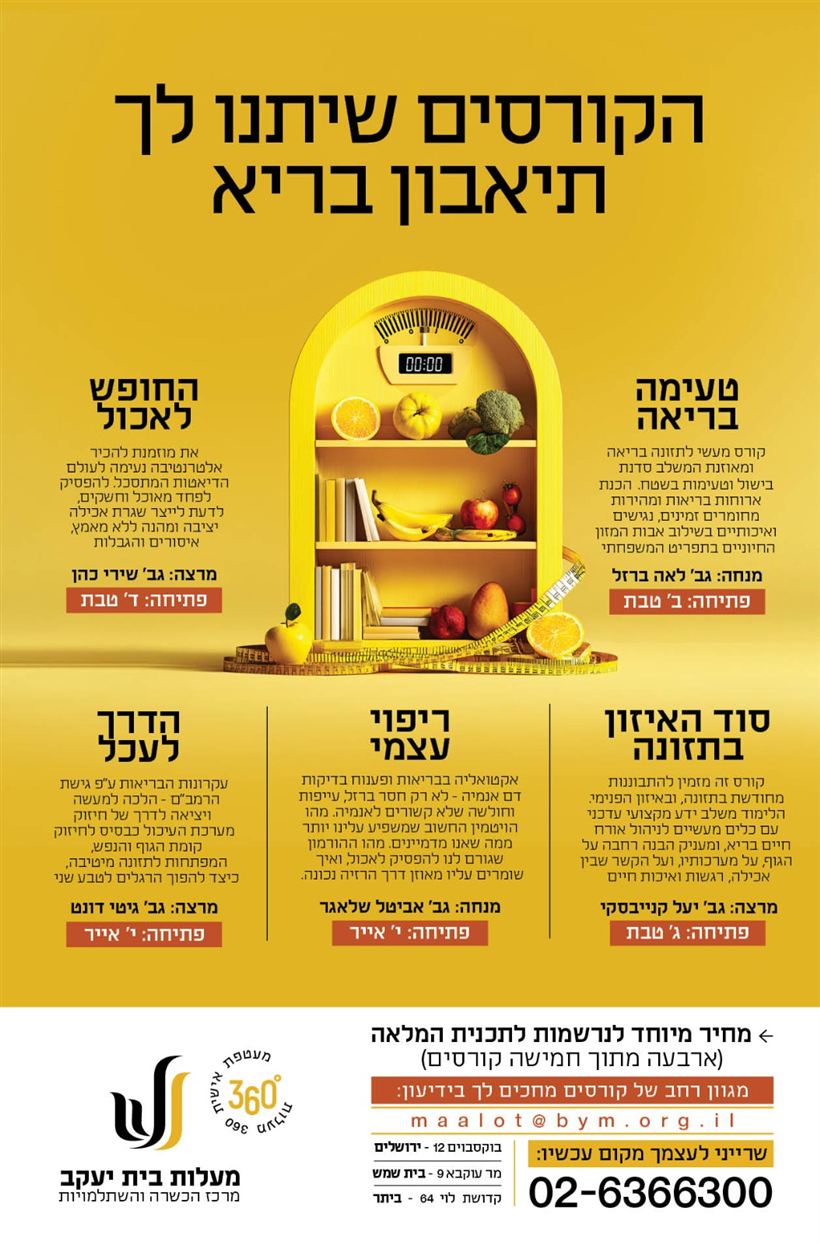 הקורסים שיתנו לך
תיאבון בריא
00:00
טעימה
בריאה
קורס מעשי לתזונה בריאה
ומאוזנת המשלב סדנת
בישול וטעימות בשטח. הכנת
ארוחות בריאות ומהירות
מחומרים זמינים, נגישים
ואיכותיים בשילוב אבות המזון
החיוניים בתפריט המשפחתי
מנחה: גב' לאה ברזל
פתיחה: ב' טבת
החופש
לאכול
את מוזמנת להכיר
אלטרנטיבה נעימה לעולם
הדיאטות המתסכל. להפסיק
לפחד מאוכל וחשקים,
לדעת לייצר שגרת אכילה
יציבה ומהנה ללא מאמץ,
איסורים והגבלות
מרצה: גב' שירי כהן
פתיחה: ד' טבת
סוד האיזון
בתזונה
קורס זה מזמין להתבוננות
מחודשת בתזונה, ובאיזון הפנימי.
הלימוד משלב ידע מקצועי עדכני
עם כלים מעשיים לניהול אורח
חיים בריא, ומעניק הבנה רחבה על
הגוף, על מערכותיו, ועל הקשר שבין
אכילה, רגשות ואיכות חיים
מרצה: גב' יעל קנייבסקי
פתיחה: ג' טבת
ריפוי
עצמי
אקטואליה בבריאות ופענוח בדיקות
דם אנמיה - לא רק חסר ברזל, עייפות
וחולשה שלא קשורים לאנמיה. מהו
הויטמין החשוב שמשפיע עלינו יותר
ממה שאנו מדמיינים. מהו ההורמון
שגורם לנו להפסיק לאכול, ואיך
שומרים עליו מאוזן דרך הרזיה נכונה.
מנחה: גב' אביטל שלאגר
פתיחה: י' אייר
הדרך
לעכל
עקרונות הבריאות ע"פ גישת
הרמב"ם - הלכה למעשה
ויציאה לדרך של חיזוק
מערכת העיכול כבסיס לחיזוק
קומת הגוף והנפש,
המפתחות לתזונה מיטיבה,
כיצד להפוך הרגלים לטבע שני
מרצה: גב' גיטי דונט
פתיחה: י' אייר
← מחיר מיוחד לנרשמות לתכנית המלאה
(ארבעה מתוך חמישה קורסים)
מגוון רחב של קורסים מחכים לך בידיעון:
maalot@bym.org.il
שרייני לעצמך מקום עכשיו:
02-6366300
בוקסבוים 12 - ירושלים
מר עוקבא 9 - בית שמש
קדושת לוי 64 - ביתר
מעטפת אישית
360°
360 מעלות
מעלות בית יעקב
מרכז הכשרה והשתלמויות